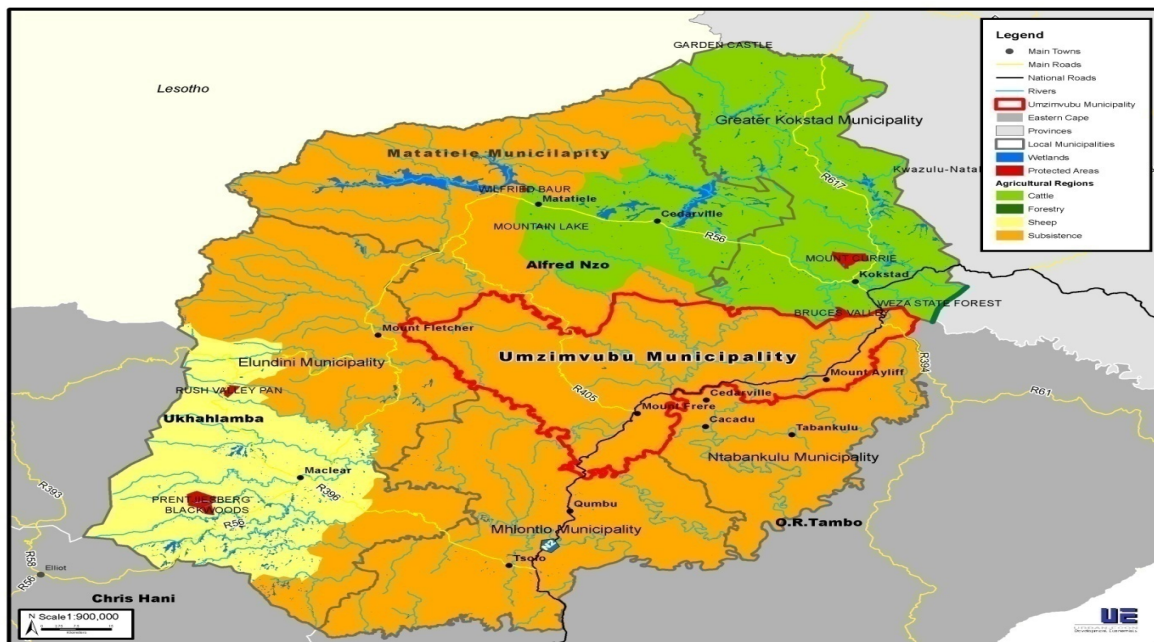 GARDEN CASTLE
Lesotho
Greater Kokstad Municipality
Matatiele Municilapity
R617
WILFRIED BAUR
Matatiele
Cedarville
MOUNTAIN LAKE
R56
MOUNT CURRIE
Alfred Nzo
Kokstad
WEZA STATE FOREST
BRUCES VALLEY
Mount Fletcher
Umzimvubu Municipality
Elundini Municipality
R394
Mount Ayliff
RUSH VALLEY PAN
R405
Cedarville
R61
Mount Frere
Ukhahlamba
Cacadu
Tabankulu
Ntabankulu Municipality
Maclear
R393
R396
PRENTJIESBERG
BLACKWOODS
Qumbu
R56
O.R.Tambo
Mhlontlo Municipality
Tsolo
R58
Elliot
R56
Chris Hani
N
Scale1:900,000
Legend
Main Towns
Main Roads
National Roads
Rivers
Umzimvubu Municipality
Eastern Cape
Provinces
Local Municipalities
Wetlands
Protected Areas
Agricultural Regions
Cattle
Forestry
Sheep
Subsistence
Kwazulu-Natal
UE
Development Economics